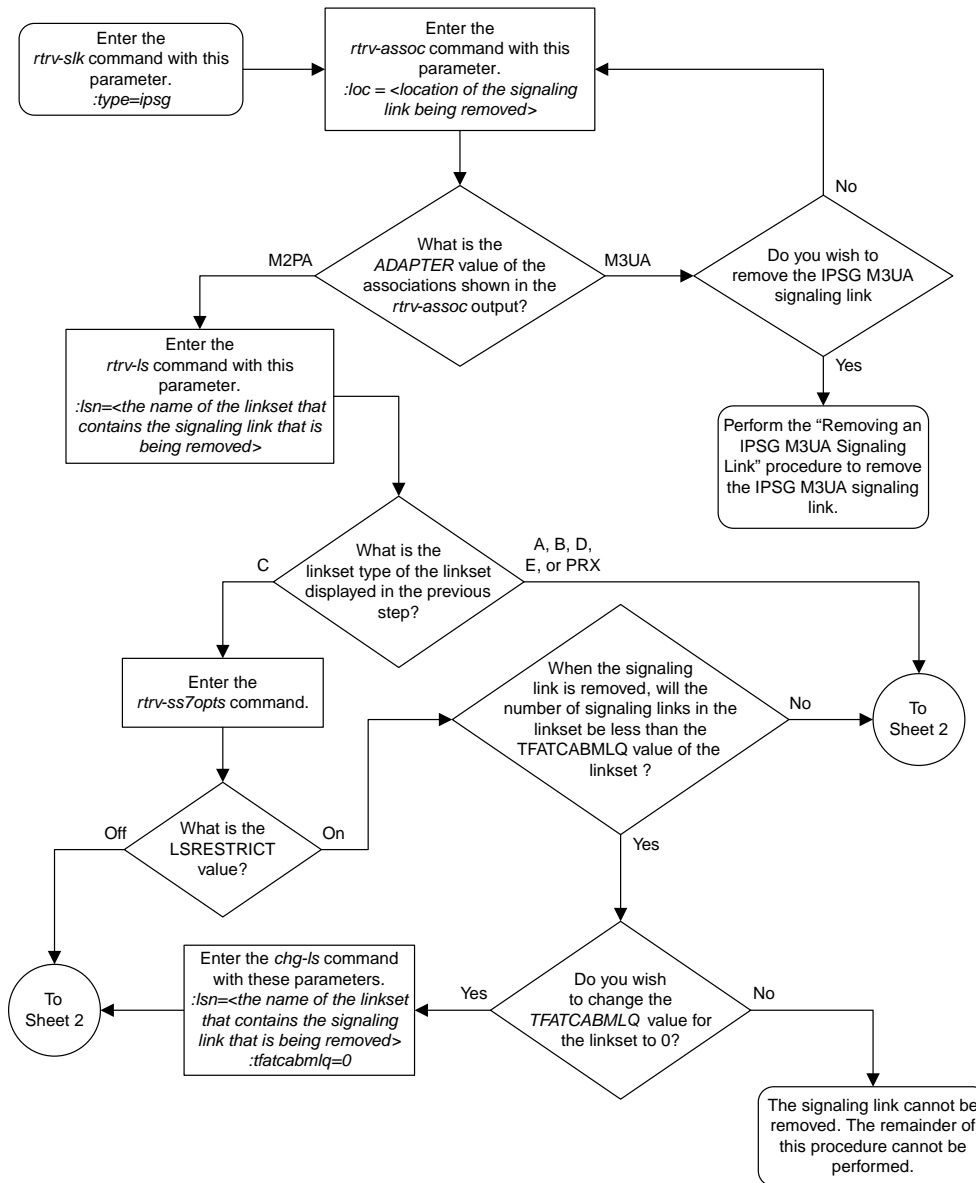 Enter the
rtrv-slk command with this
parameter.
:type=ipsg
Enter the
rtrv-assoc command with this
parameter.
:loc = <location of the signaling
link being removed>
What is the
ADAPTER value of the
associations shown in the
rtrv-assoc output?
M2PA
M3UA
No
Do you wish to
remove the IPSG M3UA
signaling link
Yes
Perform the “Removing an
IPSG M3UA Signaling
Link” procedure to remove
the IPSG M3UA signaling
link.
Enter the
rtrv-ls command with this
parameter.
:lsn=<the name of the linkset that
contains the signaling link that is
being removed>
What is the
linkset type of the linkset
displayed in the previous
step?
C
A, B, D,
E, or PRX
Enter the
rtrv-ss7opts command.
When the signaling
link is removed, will the
number of signaling links in the
linkset be less than the
TFATCABMLQ value of the
linkset ?
No
To
Sheet 2
What is the
LSRESTRICT
value?
Off
On
Yes
To
Sheet 2
Enter the chg-ls command
with these parameters.
:lsn=<the name of the linkset
that contains the signaling
link that is being removed>
:tfatcabmlq=0
Yes
Do you wish
to change the
TFATCABMLQ value for
the linkset to 0?
No
The signaling link cannot be
removed. The remainder of
this procedure cannot be
performed.